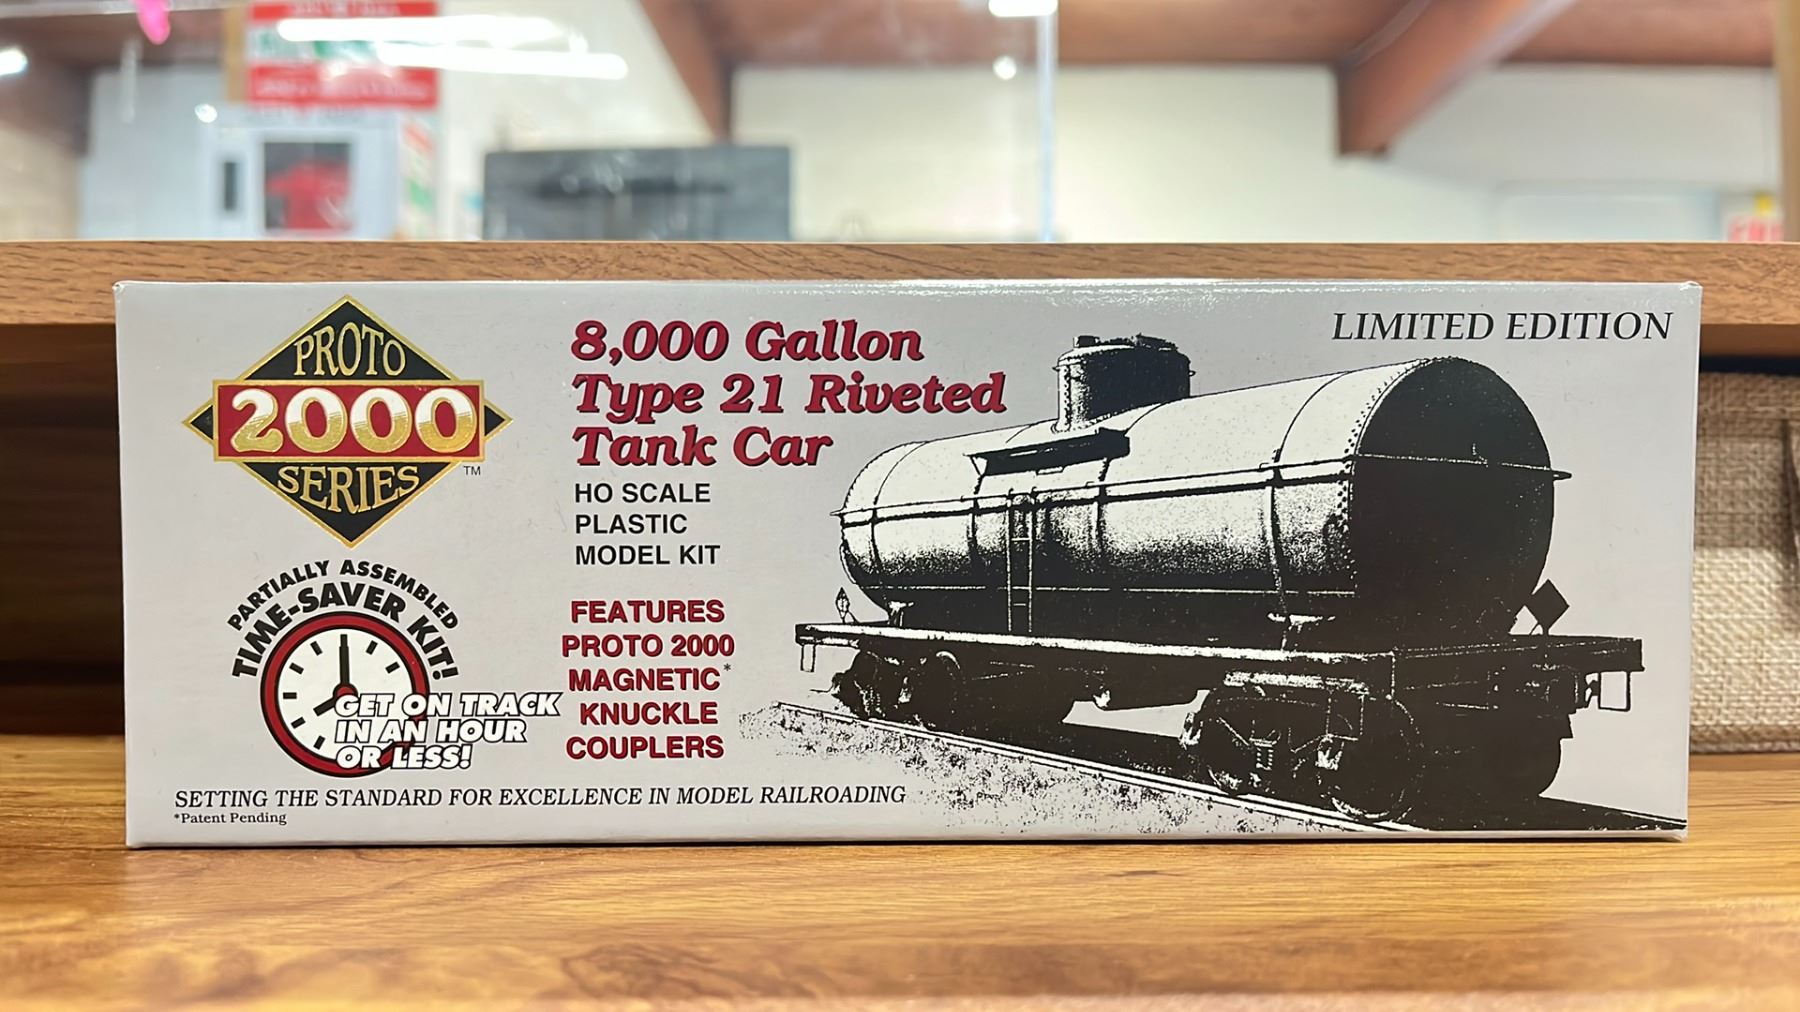 PROTO
2000
SERIES
TM
PARTIALLY ASSEMBLED
TIME-SAVER KIT!
GET ON TRACK
IN AN HOUR
OR LESS!
8,000 Gallon
Type 21 Riveted
Tank Car
HO SCALE
PLASTIC
MODEL KIT
FEATURES
PROTO 2000
MAGNETIC*
KNUCKLE
COUPLERS
LIMITED EDITION
SETTING THE STANDARD FOR EXCELLENCE IN MODEL RAILROADING
*Patent Pending